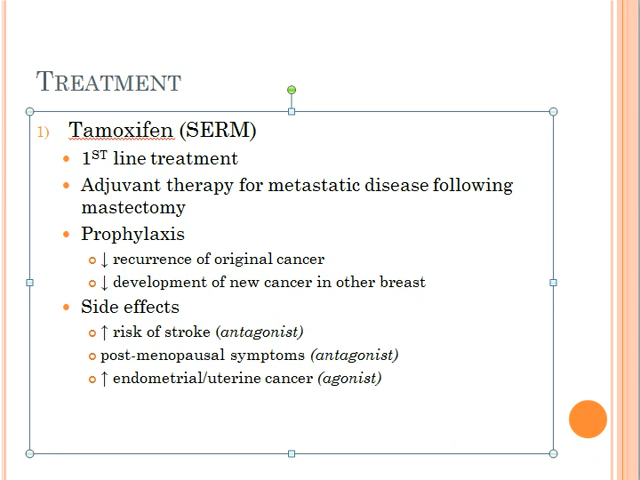 TREATMENT
1) Tamoxifen (SERM)
• 1ST line treatment
• Adjuvant therapy for metastatic disease following
mastectomy
• Prophylaxis
○ ↓ recurrence of original cancer
○ ↓ development of new cancer in other breast
• Side effects
○ ↑ risk of stroke (antagonist)
○ post-menopausal symptoms (antagonist)
○ ↑ endometrial/uterine cancer (agonist)